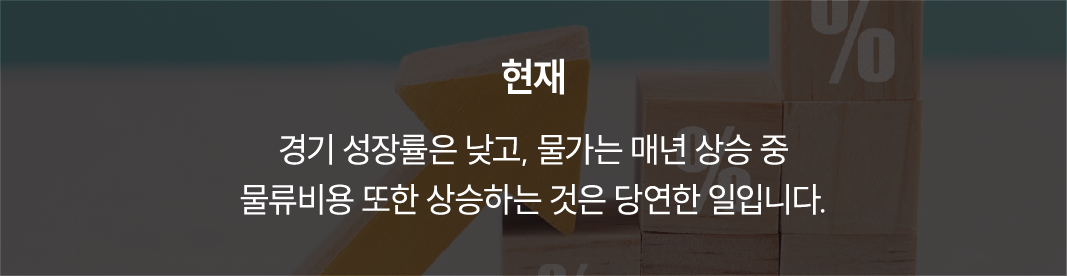 현재
경기 성장률은 낮고, 물가는 매년 상승 중
물류비용 또한 상승하는 것은 당연한 일입니다.
%
%
%